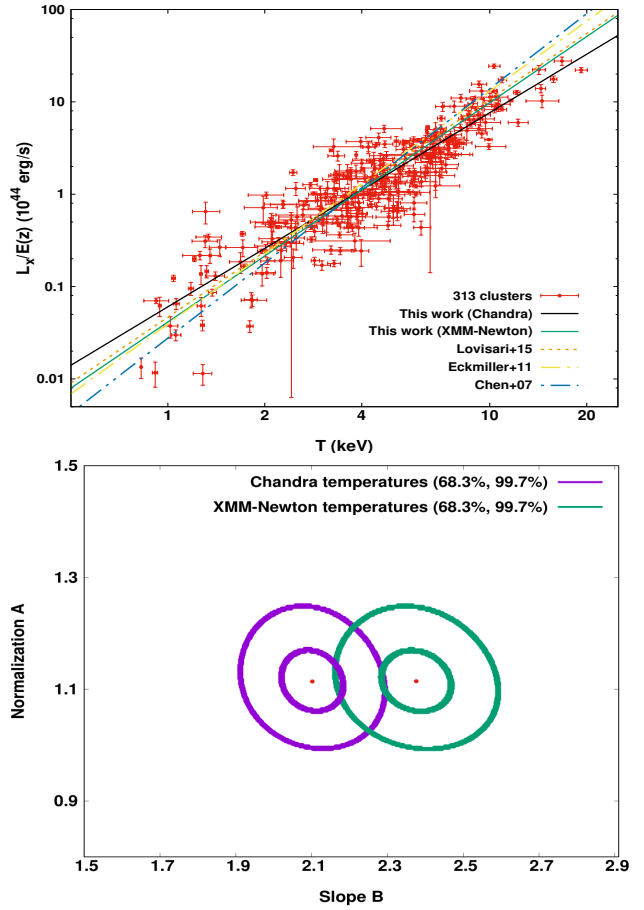 100
10
1
0.1
0.01
Lx/E(z) (10^44 erg/s)
313 clusters
This work (Chandra)
This work (XMM-Newton)
Lovisari+15
Eckmiller+11
Chen+07
1 2 4 10 20
T (keV)
1.5
1.3
1.1
0.9
Normalization A
Chandra temperatures (68.3%, 99.7%)
XMM-Newton temperatures (68.3%, 99.7%)
1.5 1.9 2.1 2.3 2.5 2.7 2.9
Slope B